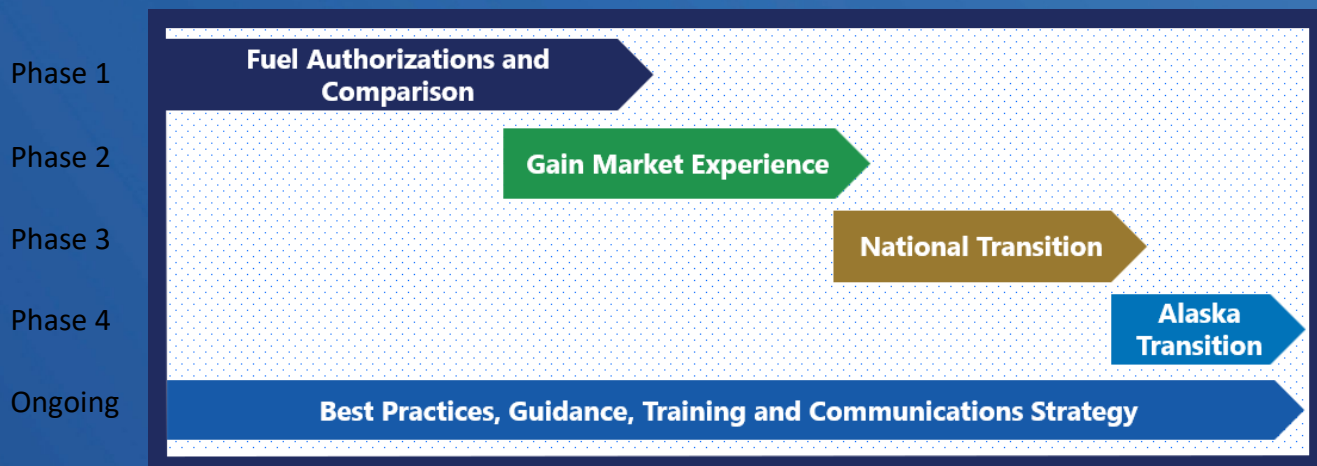 Phase 1
Fuel Authorizations and
Comparison
Phase 2
Gain Market Experience
Phase 3
National Transition
Phase 4
Alaska
Transition
Ongoing
Best Practices, Guidance, Training and Communications Strategy